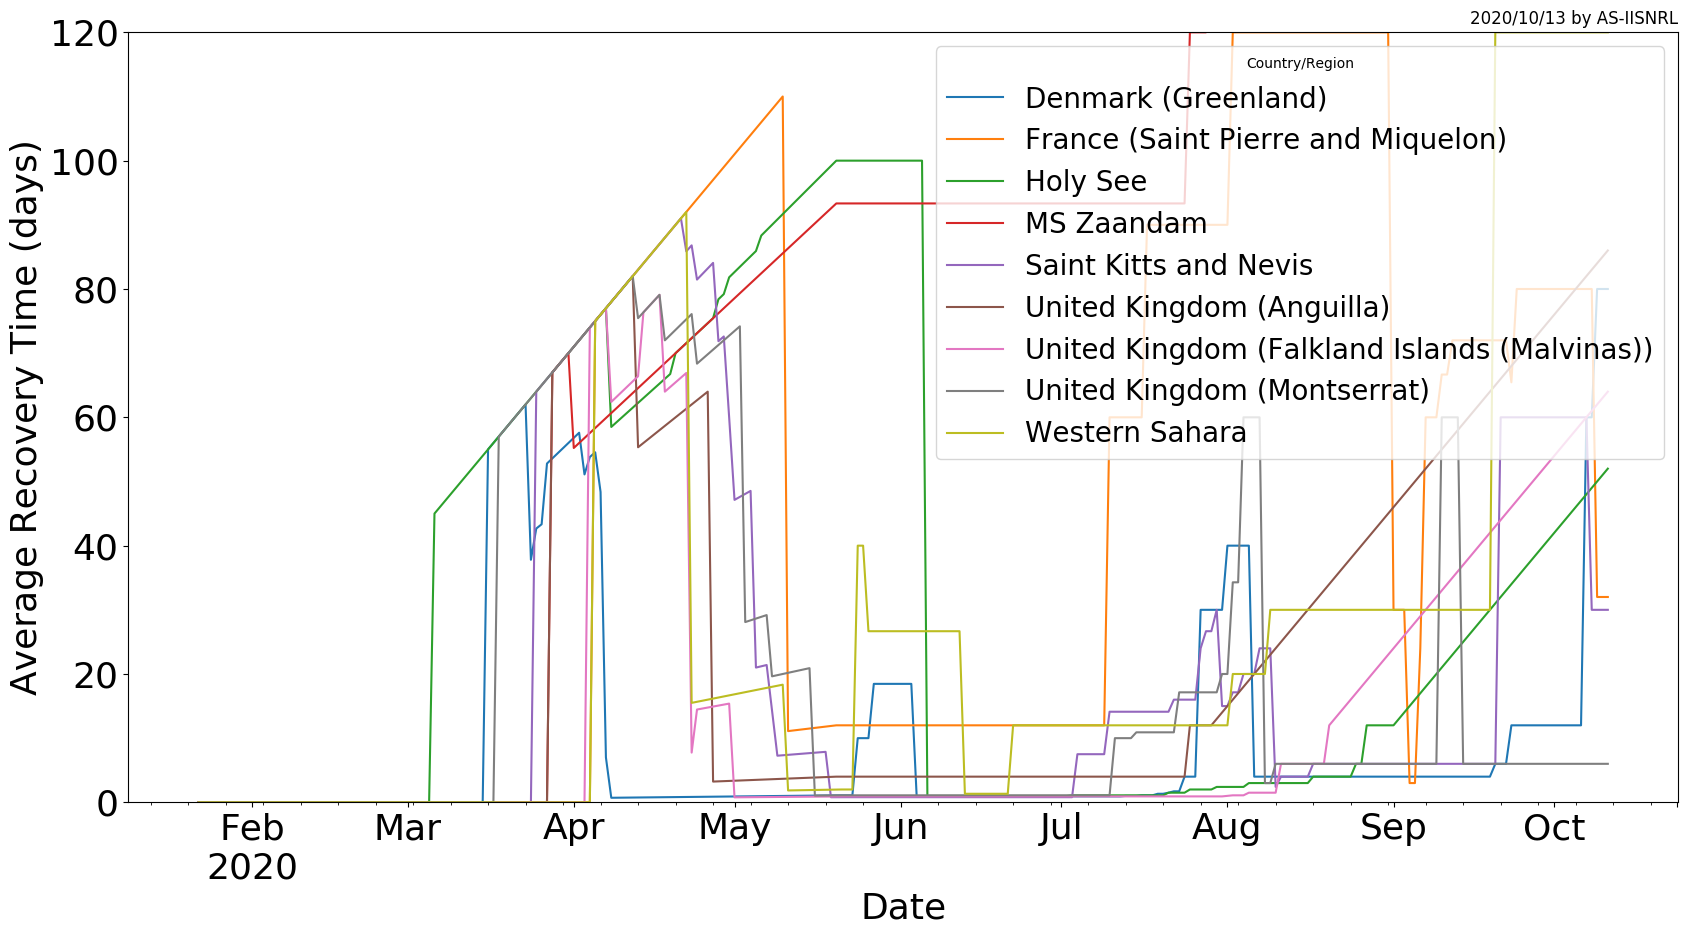 2020/10/13 by AS-IISNRL
Average Recovery Time (days)
120
100
80
60
40
20
0
Country/Region
Denmark (Greenland)
France (Saint Pierre and Miquelon)
Holy See
MS Zaandam
Saint Kitts and Nevis
United Kingdom (Anguilla)
United Kingdom (Falkland Islands (Malvinas))
United Kingdom (Montserrat)
Western Sahara
Feb Mar Apr May Jun Jul Aug Sep Oct
2020
Date